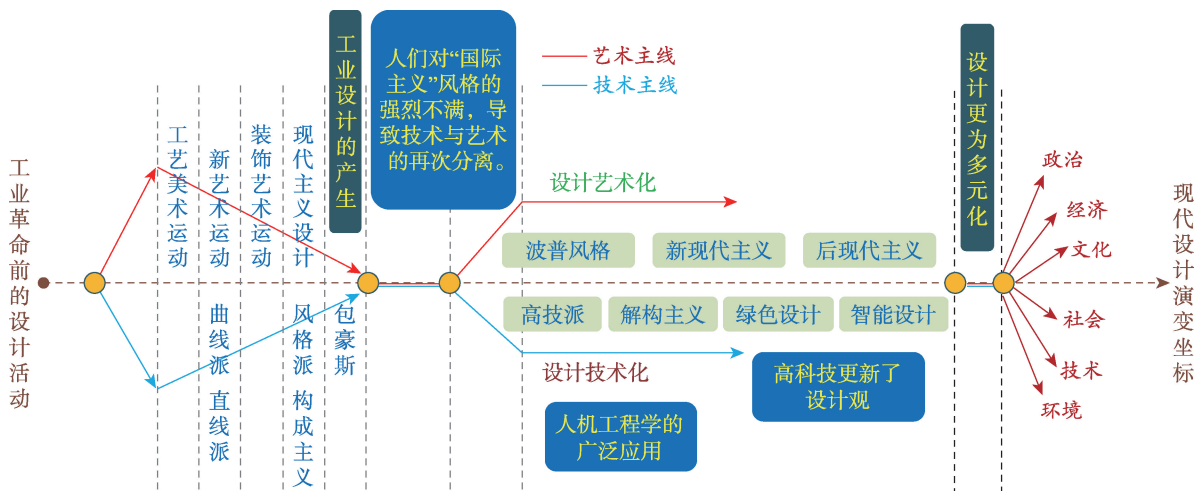 工业革命前的设计活动
工艺美术运动
新艺术运动
曲线派
直线派
装饰艺术运动
现代主义设计
风格派
构成主义
工业设计的产生
包豪斯
人们对“国际
主义”风格的
强烈不满，导
致技术与艺术
的再次分离。
艺术主线
技术主线
设计艺术化
波普风格
新现代主义
后现代主义
高技派
解构主义
绿色设计
智能设计
设计技术化
人机工程学的
广泛应用
高科技更新了
设计观
设计更为多元化
政治
经济
文化
社会
技术
环境
现代设计演变坐标